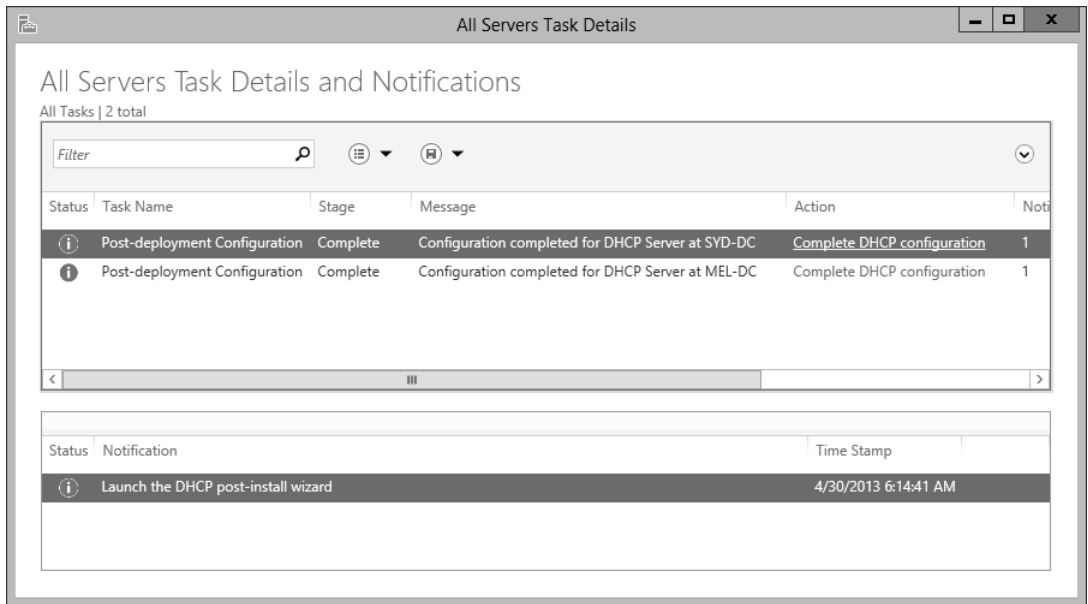 All Servers Task Details
All Servers Task Details and Notifications
All Tasks | 2 total
Filter
Status Task Name Stage Message Action Noti
Post-deployment Configuration Complete Configuration completed for DHCP Server at SYD-DC Complete DHCP configuration 1
Post-deployment Configuration Complete Configuration completed for DHCP Server at MEL-DC Complete DHCP configuration 1
Status Notification Time Stamp
Launch the DHCP post-install wizard 4/30/2013 6:14:41 AM